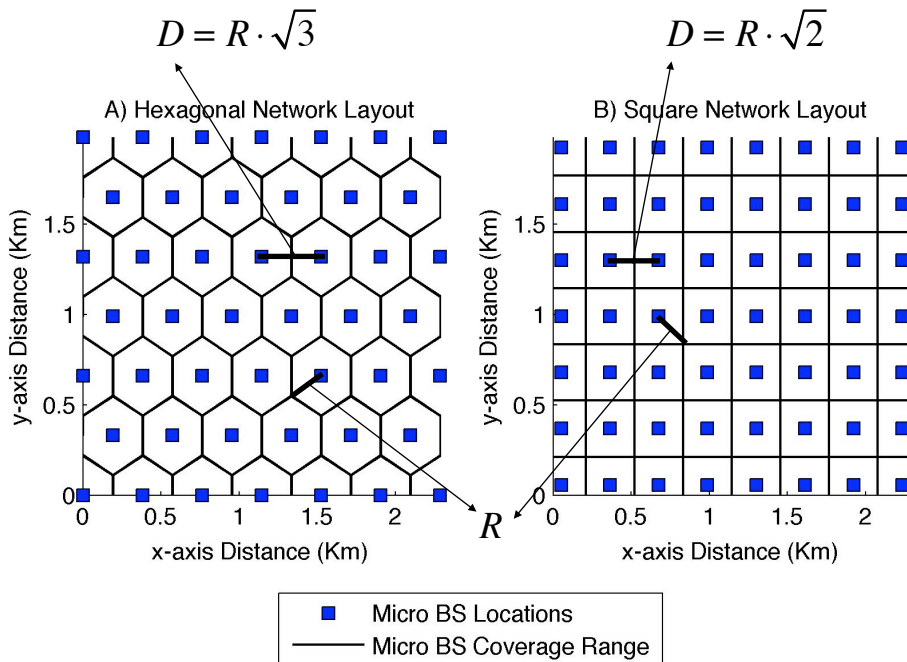 D = R · √3
D = R · √2
A) Hexagonal Network Layout
B) Square Network Layout
y-axis Distance (Km)
1.5
1
0.5
0
0
0.5
1
1.5
2
x-axis Distance (Km)
y-axis Distance (Km)
1.5
1
0.5
0
0
0.5
1
1.5
2
x-axis Distance (Km)
R
Micro BS Locations
Micro BS Coverage Range